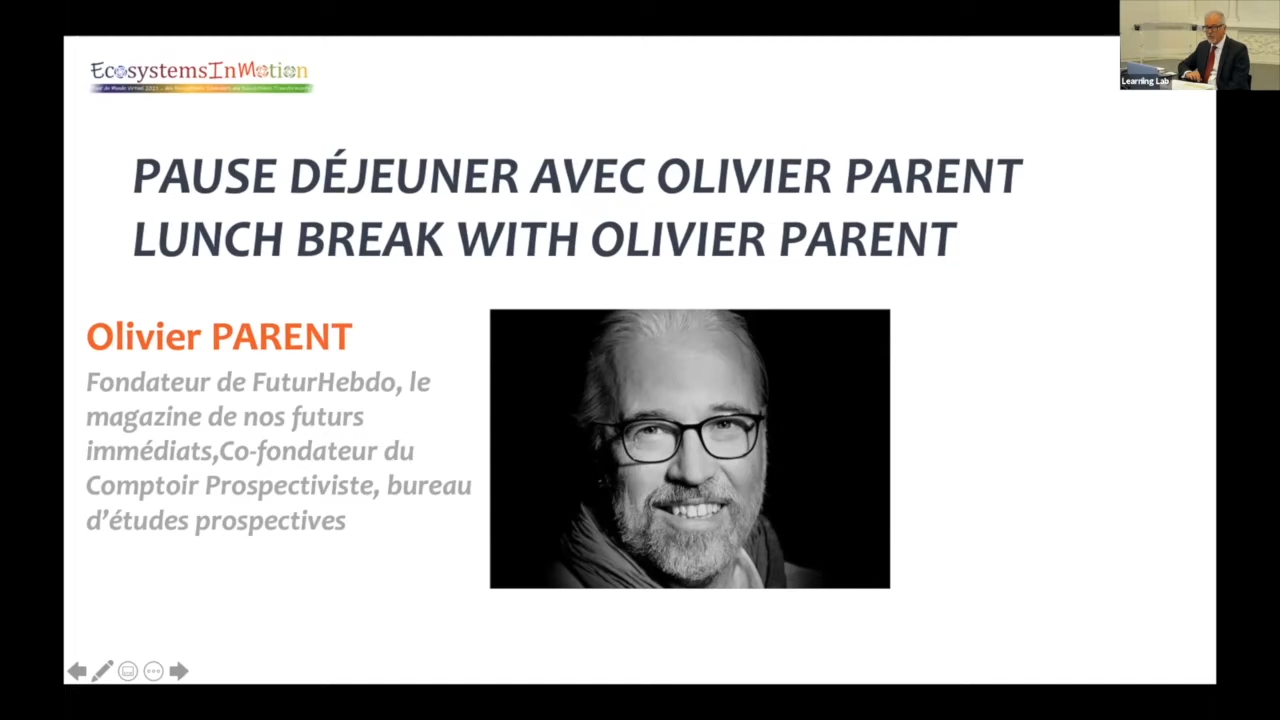 EcosystemsInMotion
PAUSE DÉJEUNER AVEC OLIVIER PARENT
LUNCH BREAK WITH OLIVIER PARENT
Olivier PARENT
Fondateur de FuturHebdo, le
magazine de nos futurs
immédiats,Co-fondateur du
Comptoir Prospectiviste, bureau
d’études prospectives
Learning Lab